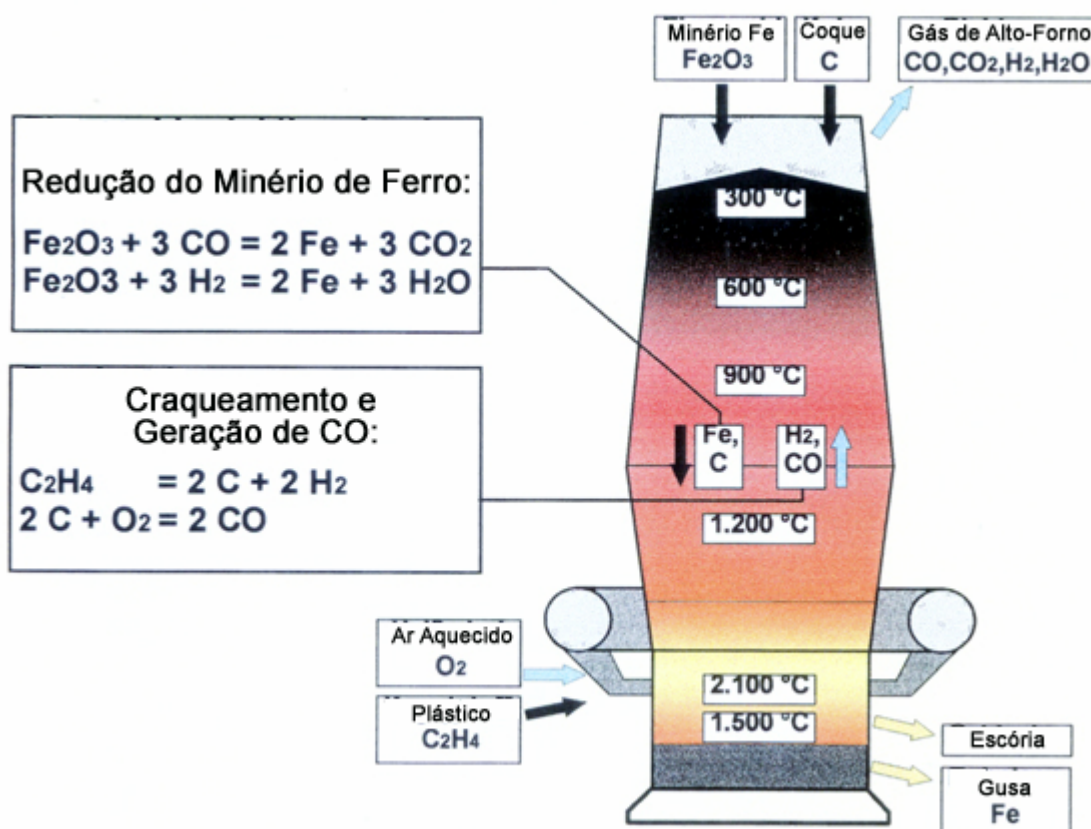 Minério Fe
Fe₂O₃
Coque
C
Gás de Alto-Forno
CO,CO₂,H₂,H₂O
Redução do Minério de Ferro:
Fe₂O₃ + 3 CO = 2 Fe + 3 CO₂
Fe₂O3 + 3 H₂ = 2 Fe + 3 H₂O
Craqueamento e
Geração de CO:
C₂H₄ = 2 C + 2 H₂
2 C + O₂ = 2 CO
300 °C
600 °C
900 °C
Fe,
C
H₂,
CO
1.200 °C
Ar Aquecido
O₂
Plástico
C₂H₄
2.100 °C
1.500 °C
Escória
Gusa
Fe